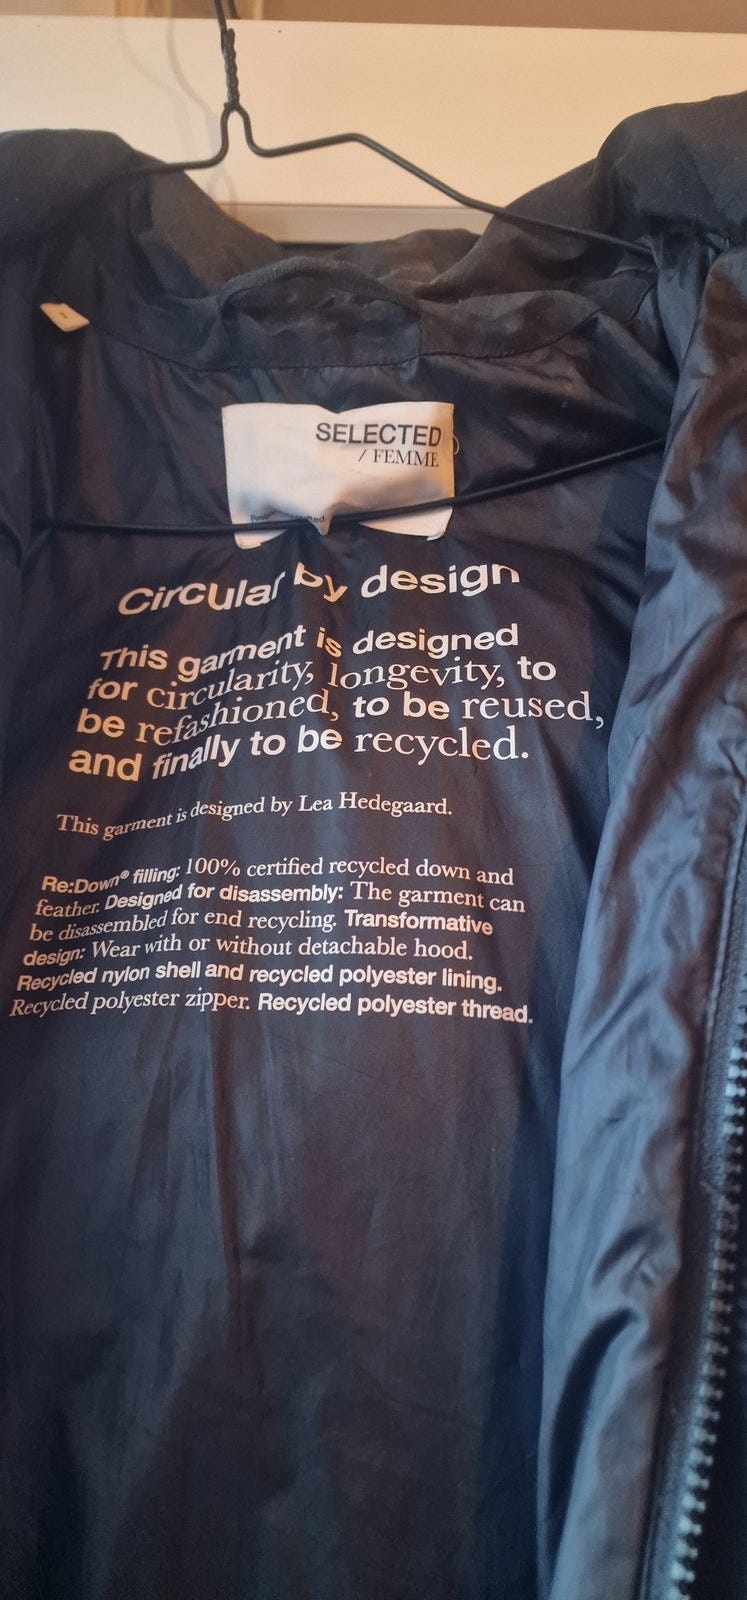 SELECTED
/ FEMME
Circular by design
This garment is designed
for circularity, longevity, to
be refashioned, to be reused,
and finally to be recycled.
This garment is designed by Lea Hedegaard.
Re:Down® filling: 100% certified recycled down and
feather. Designed for disassembly: The garment can
be disassembled for end recycling. Transformative
design: Wear with or without detachable hood.
Recycled nylon shell and recycled polyester lining.
Recycled polyester zipper. Recycled polyester thread.